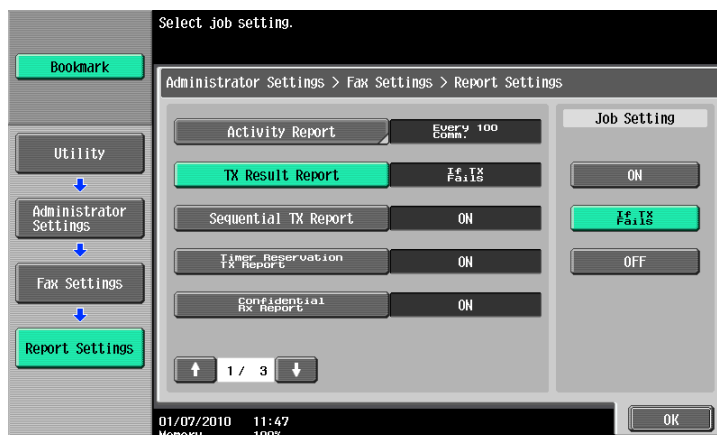 Select job setting.
Bookmark
Utility
Administrator
Settings
Fax Settings
Report Settings
Administrator Settings > Fax Settings > Report Settings
Activity Report
Every 100
Comm.
TX Result Report
If TX
Fails
Sequential TX Report
ON
Timer Reservation
TX Report
ON
Confidential
Rx Report
ON
1/ 3
Job Setting
ON
If TX
Fails
OFF
01/07/2010 11:47
Memory 100%
OK